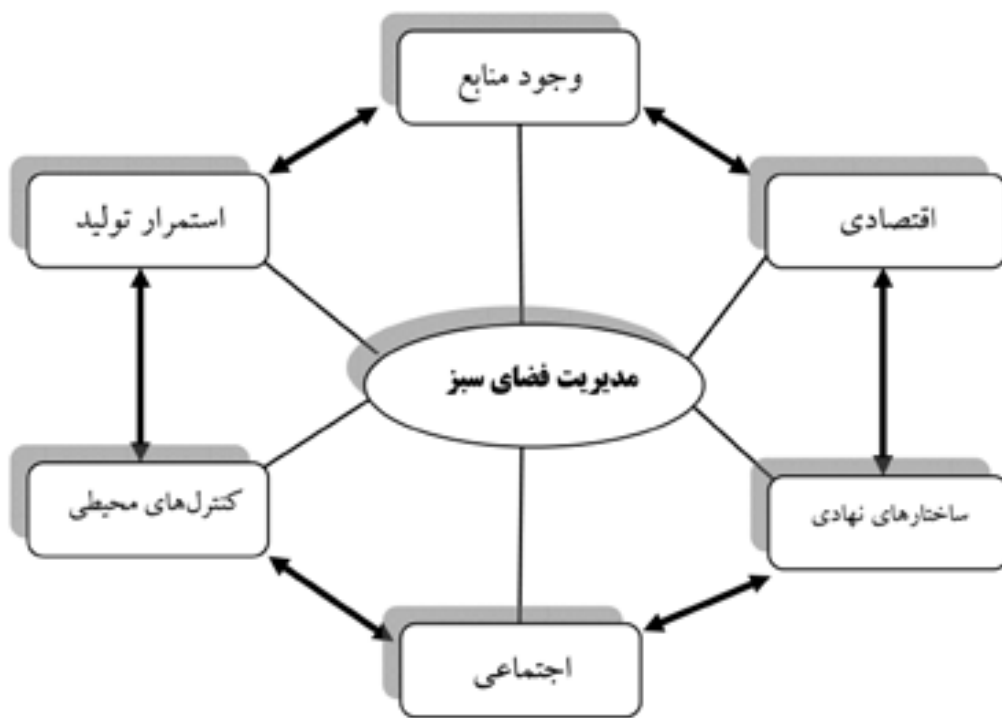 وجود منابع
اقتصادی
استمرار تولید
مدیریت فضای سبز
ساختارهای نهادی
کنترل‌های محیطی
اجتماعی